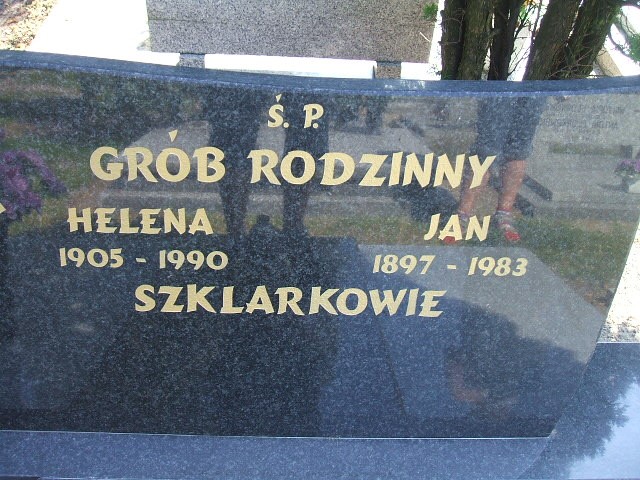 Ś. P.
GRÓB RODZINNY
HELENA JAN
1905 - 1990 1897 - 1983
SZKLARKOWIE